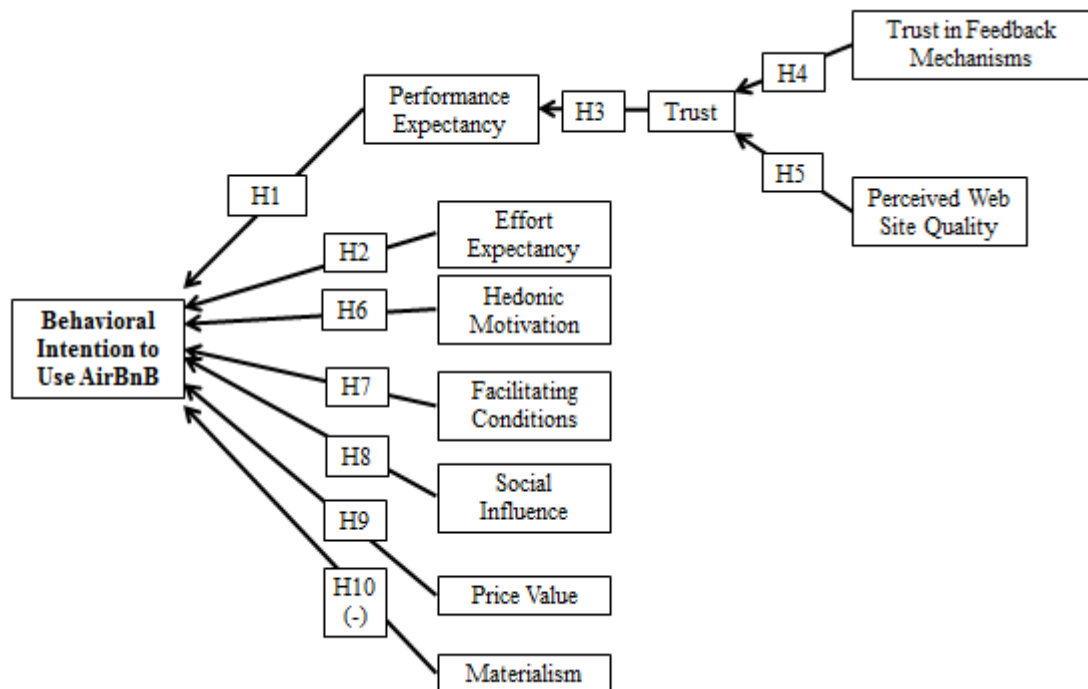 Trust in Feedback
Mechanisms
H4
Performance
Expectancy
H3
Trust
H5
Perceived Web
Site Quality
H1
Effort
Expectancy
H2
Hedonic
Motivation
H6
Behavioral
Intention to
Use AirBnB
H7
Facilitating
Conditions
H8
Social
Influence
H9
Price Value
H10
(-)
Materialism